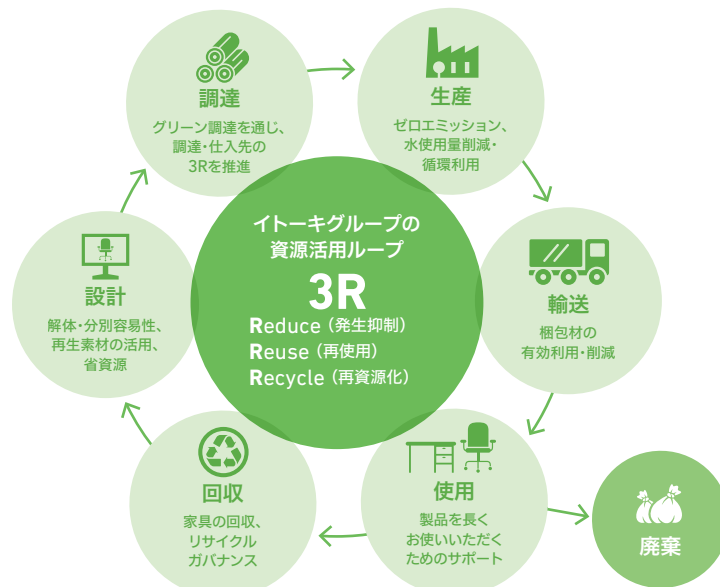 調達
グリーン調達を通じ、
調達・仕入先の
3Rを推進
生産
ゼロエミッション、
水使用量削減・
循環利用
イトーキグループの
資源活用ループ
3R
Reduce（発生抑制）
Reuse（再使用）
Recycle（再資源化）
設計
解体・分別容易性、
再生素材の活用、
省資源
輸送
梱包材の
有効利用・削減
回収
家具の回収、
リサイクル
ガバナンス
使用
製品を長く
お使いいただく
ためのサポート
廃棄